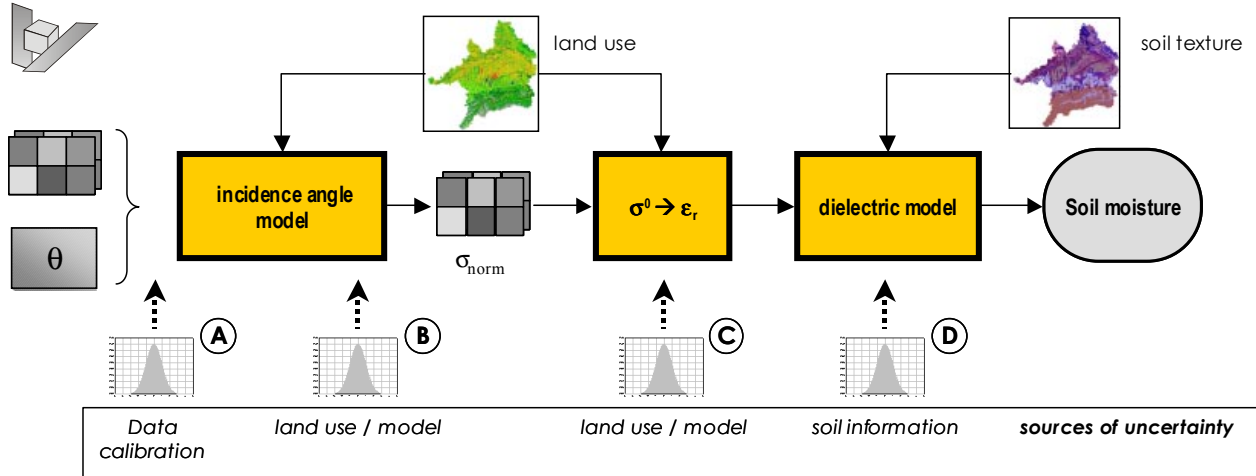 land use
soil texture
incidence angle
model
σ⁰ → εr
dielectric model
Soil moisture
θ
σnorm
A
B
C
D
Data
calibration
land use / model
land use / model
soil information
sources of uncertainty